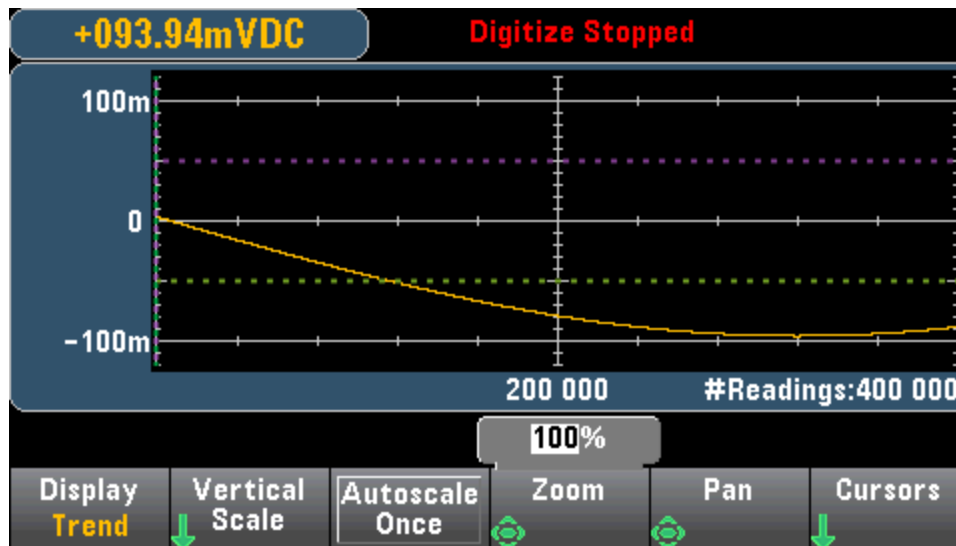 +093.94mVDC
Digitize Stopped
100m
0
-100m
200 000
#Readings:400 000
100%
Display
Trend
Vertical
Scale
Autoscale
Once
Zoom
Pan
Cursors